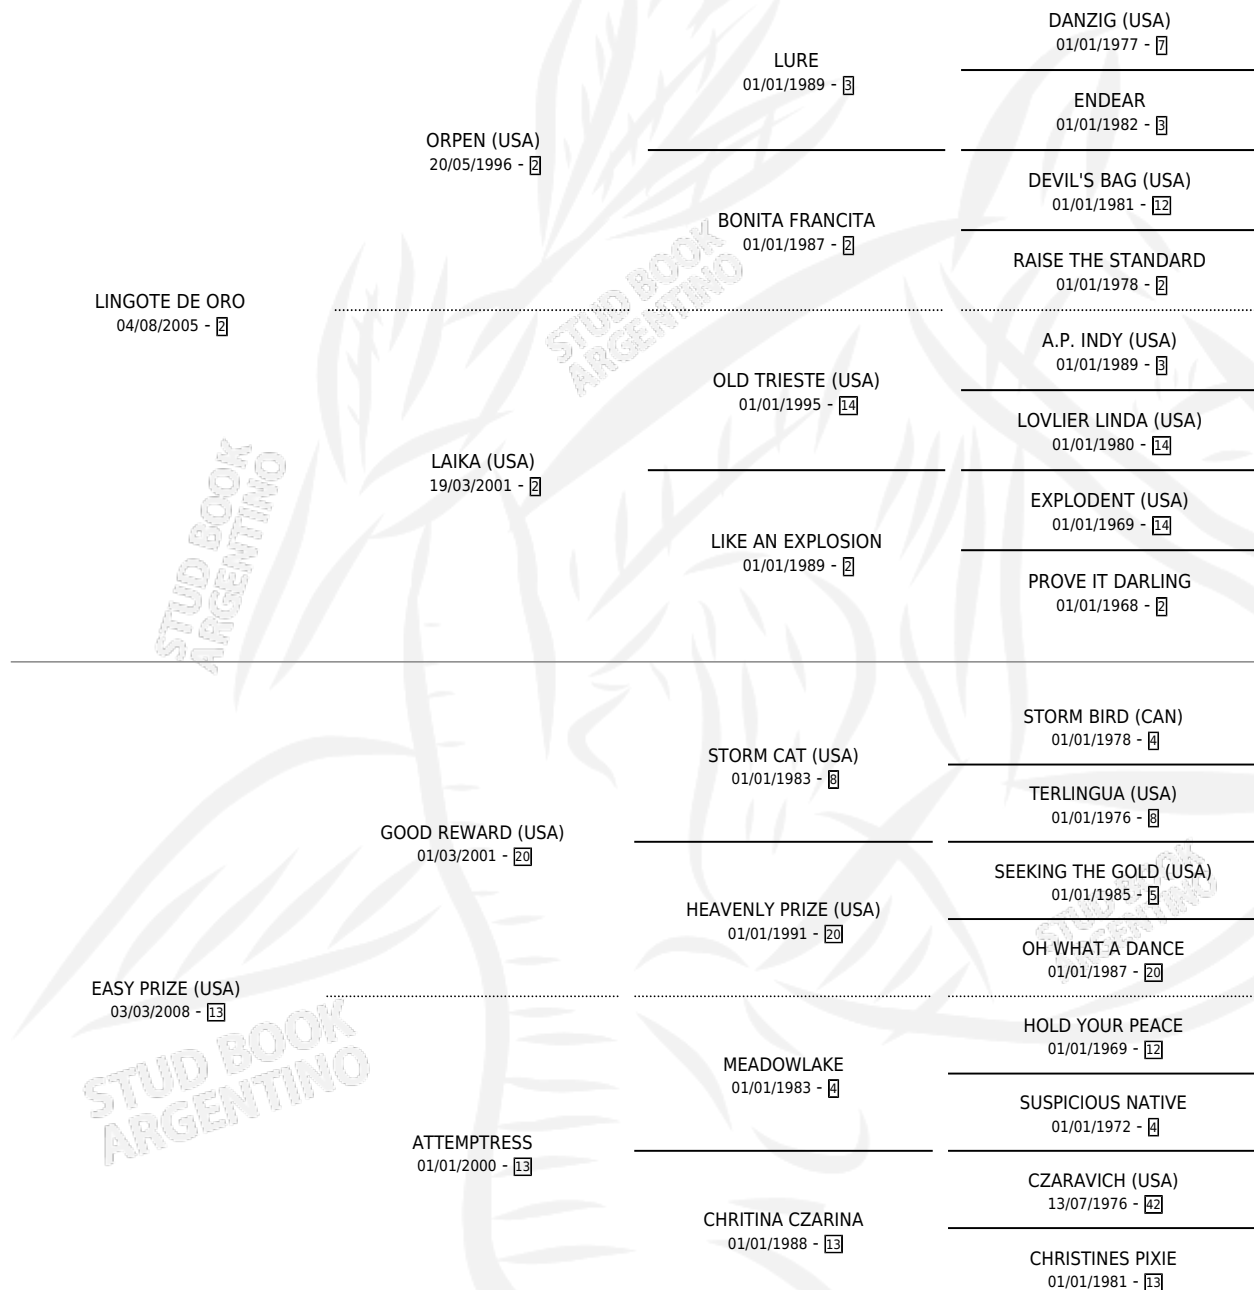 DANZIG (USA)
01/01/1977 - 7
LURE
01/01/1989 - 3
ENDEAR
01/01/1982 - 3
ORPEN (USA)
20/05/1996 - 2
DEVIL'S BAG (USA)
01/01/1981 - 12
BONITA FRANCITA
01/01/1987 - 2
RAISE THE STANDARD
01/01/1978 - 2
LINGOTE DE ORO
04/08/2005 - 2
A.P. INDY (USA)
01/01/1989 - 3
OLD TRIESTE (USA)
01/01/1995 - 14
LOVLIER LINDA (USA)
01/01/1980 - 14
LAIKA (USA)
19/03/2001 - 2
EXPLODENT (USA)
01/01/1969 - 14
LIKE AN EXPLOSION
01/01/1989 - 2
PROVE IT DARLING
01/01/1968 - 2
STORM BIRD (CAN)
01/01/1978 - 4
STORM CAT (USA)
01/01/1983 - 8
TERLINGUA (USA)
01/01/1976 - 8
GOOD REWARD (USA)
01/03/2001 - 20
SEEKING THE GOLD (USA)
01/01/1985 - 5
HEAVENLY PRIZE (USA)
01/01/1991 - 20
OH WHAT A DANCE
01/01/1987 - 20
EASY PRIZE (USA)
03/03/2008 - 13
HOLD YOUR PEACE
01/01/1969 - 12
MEADOWLAKE
01/01/1983 - 4
SUSPICIOUS NATIVE
01/01/1972 - 4
ATTEMPTRESS
01/01/2000 - 13
CZARAVICH (USA)
13/07/1976 - 42
CHRITINA CZARINA
01/01/1988 - 13
CHRISTINES PIXIE
01/01/1981 - 13
STUD BOOK
ARGENTINO
STUD BOOK
ARGENTINO
STUD BOOK
ARGENTINO
STUD BOOK
ARGENTINO